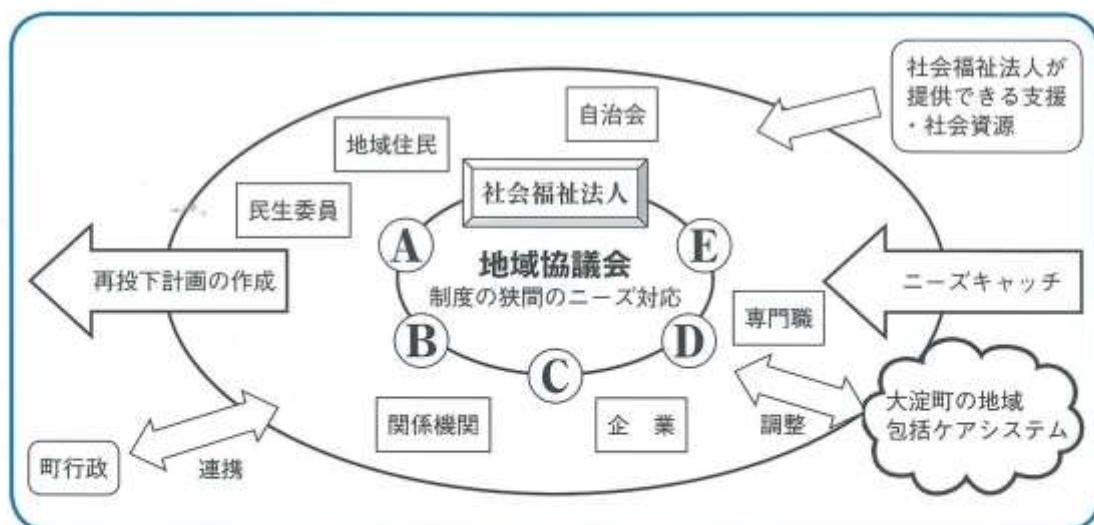 社会福祉法人が
提供できる支援
・社会資源
自治会
地域住民
民生委員
社会福祉法人
A
E
地域協議会
制度の狭間のニーズ対応
再投下計画の作成
ニーズキャッチ
専門職
B
D
C
関係機関
企 業
調整
大淀町の地域
包括ケアシステム
町行政
連携